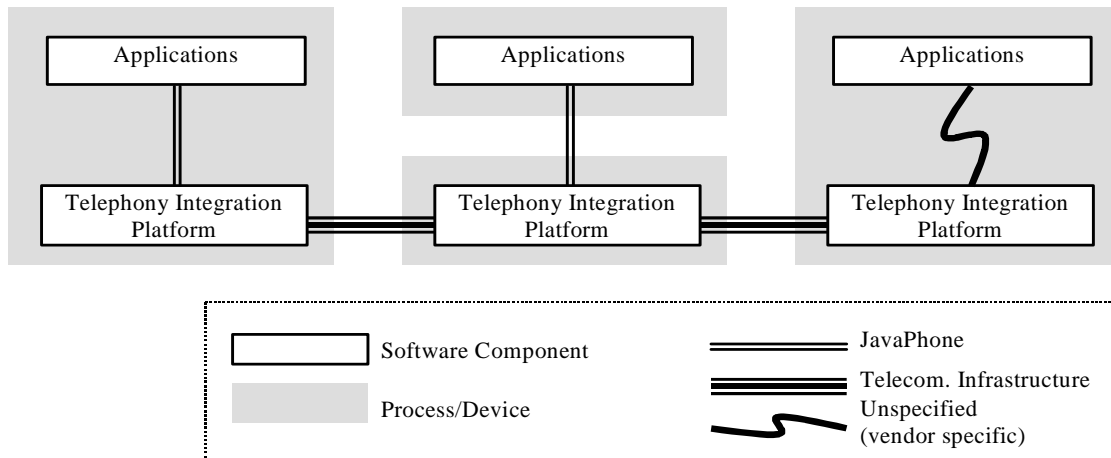 Applications
Applications
Applications
Telephony Integration
Platform
Telephony Integration
Platform
Telephony Integration
Platform
Software Component
Process/Device
JavaPhone
Telecom. Infrastructure
Unspecified
(vendor specific)